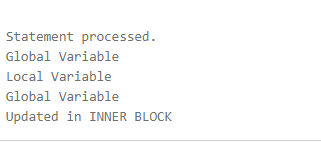 Statement processed.
Global Variable
Local Variable
Global Variable
Updated in INNER BLOCK